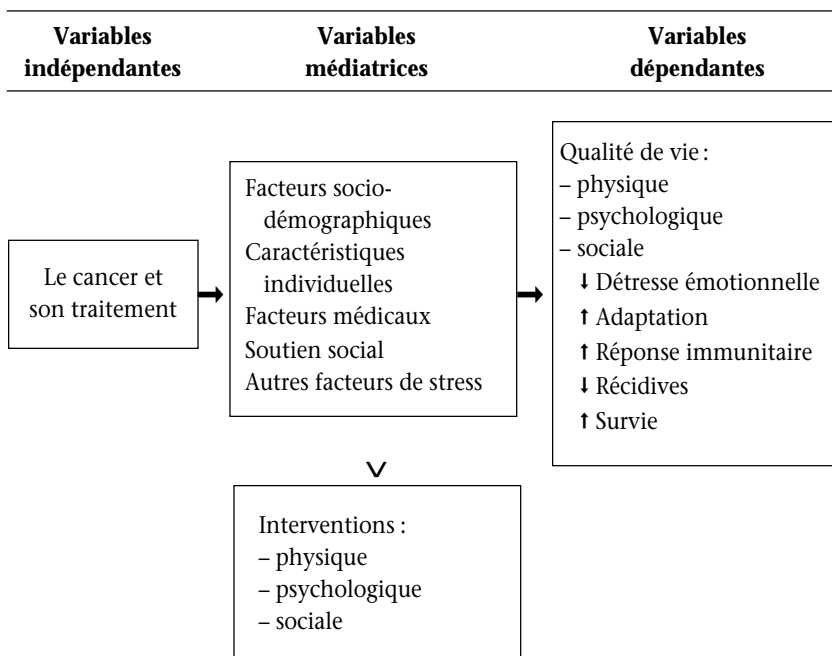 Variables
indépendantes
Variables
médiatrices
Variables
dépendantes
Le cancer et
son traitement
Facteurs socio-
démographiques
Caractéristiques
individuelles
Facteurs médicaux
Soutien social
Autres facteurs de stress
Qualité de vie :
– physique
– psychologique
– sociale
↓ Détresse émotionnelle
↑ Adaptation
↑ Réponse immunitaire
↓ Récidives
↑ Survie
Interventions :
– physique
– psychologique
– sociale